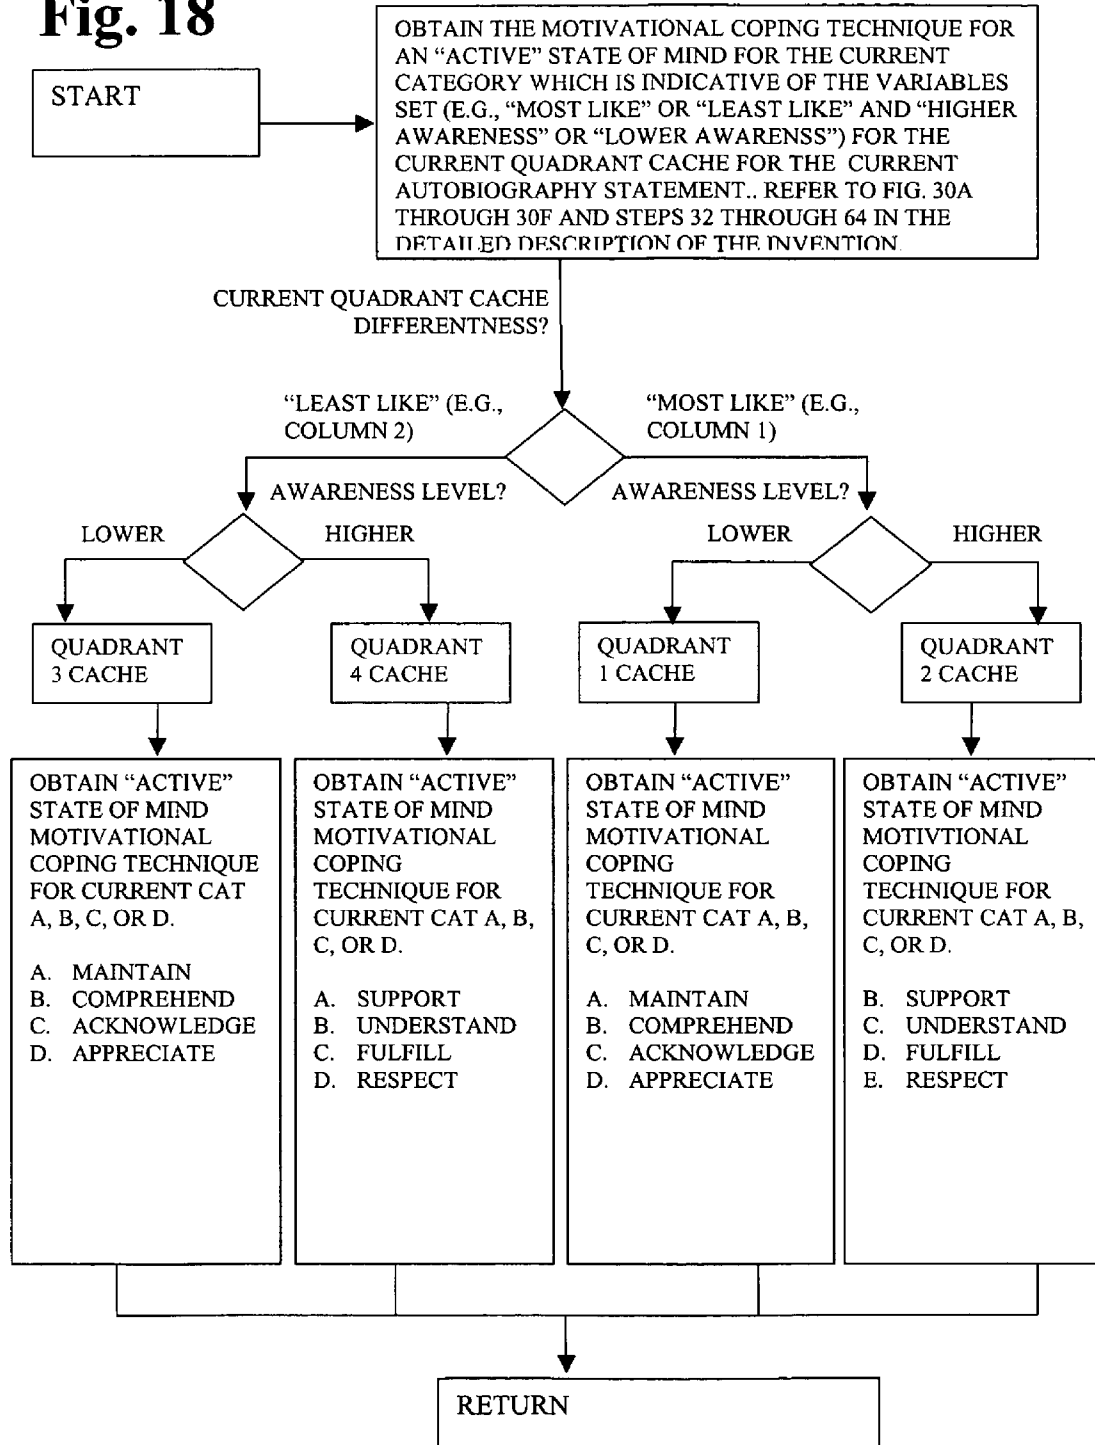 Fig. 18
START
OBTAIN THE MOTIVATIONAL COPING TECHNIQUE FOR
AN “ACTIVE” STATE OF MIND FOR THE CURRENT
CATEGORY WHICH IS INDICATIVE OF THE VARIABLES
SET (E.G., “MOST LIKE” OR “LEAST LIKE” AND “HIGHER
AWARENESS” OR “LOWER AWARENSS”) FOR THE
CURRENT QUADRANT CACHE FOR THE CURRENT
AUTOBIOGRAPHY STATEMENT.. REFER TO FIG. 30A
THROUGH 30F AND STEPS 32 THROUGH 64 IN THE
DETAILED DESCRIPTION OF THE INVENTION.
CURRENT QUADRANT CACHE
DIFFERENTNESS?
“LEAST LIKE” (E.G.,
COLUMN 2)
“MOST LIKE” (E.G.,
COLUMN 1)
AWARENESS LEVEL?
AWARENESS LEVEL?
LOWER
HIGHER
LOWER
HIGHER
QUADRANT
3 CACHE
QUADRANT
4 CACHE
QUADRANT
1 CACHE
QUADRANT
2 CACHE
OBTAIN “ACTIVE”
STATE OF MIND
MOTIVATIONAL
COPING TECHNIQUE
FOR CURRENT CAT
A, B, C, OR D.
A. MAINTAIN
B. COMPREHEND
C. ACKNOWLEDGE
D. APPRECIATE
OBTAIN “ACTIVE”
STATE OF MIND
MOTIVATIONAL
COPING
TECHNIQUE FOR
CURRENT CAT A, B,
C, OR D.
A. SUPPORT
B. UNDERSTAND
C. FULFILL
D. RESPECT
OBTAIN “ACTIVE”
STATE OF MIND
MOTIVATIONAL
COPING
TECHNIQUE FOR
CURRENT CAT A, B,
C, OR D.
A. MAINTAIN
B. COMPREHEND
C. ACKNOWLEDGE
D. APPRECIATE
OBTAIN “ACTIVE”
STATE OF MIND
MOTIVTIONAL
COPING
TECHNIQUE FOR
CURRENT CAT A, B,
C, OR D.
B. SUPPORT
C. UNDERSTAND
D. FULFILL
E. RESPECT
RETURN